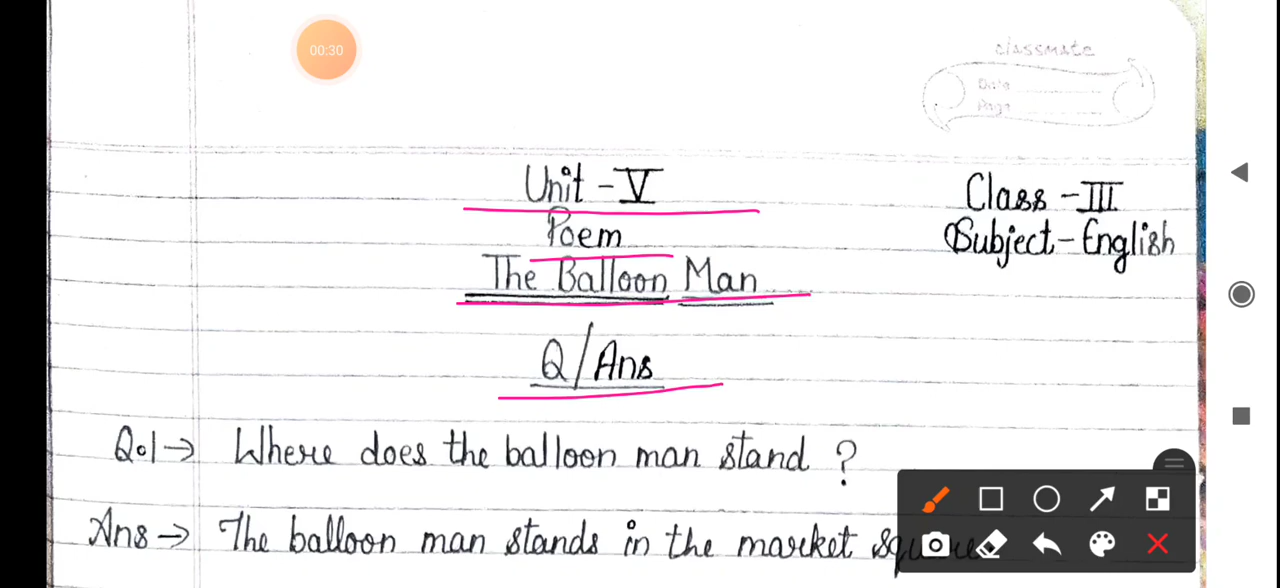 00:30
classmate
Date
Page
Unit - V
Class - III
Poem
Subject - English
The Balloon Man
Q/Ans
Q.1→ Where does the balloon man stand ?
Ans → The balloon man stands in the market square